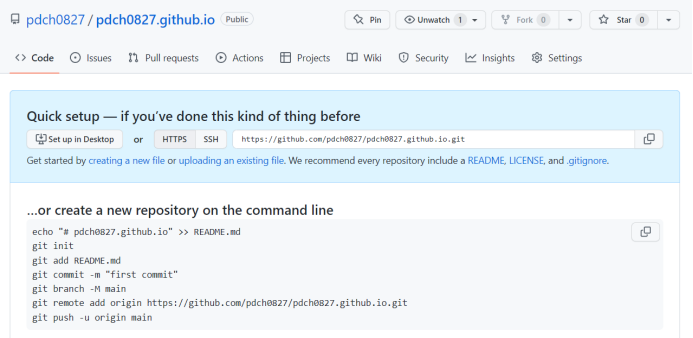 pdch0827 / pdch0827.github.io Public
Pin Unwatch 1 Fork 0 Star 0
Code Issues Pull requests Actions Projects Wiki Security Insights Settings
Quick setup — if you've done this kind of thing before
Set up in Desktop or HTTPS SSH https://github.com/pdch0827/pdch0827.github.io.git
Get started by creating a new file or uploading an existing file. We recommend every repository include a README, LICENSE, and .gitignore.
…or create a new repository on the command line
echo "# pdch0827.github.io" >> README.md
git init
git add README.md
git commit -m "first commit"
git branch -M main
git remote add origin https://github.com/pdch0827/pdch0827.github.io.git
git push -u origin main